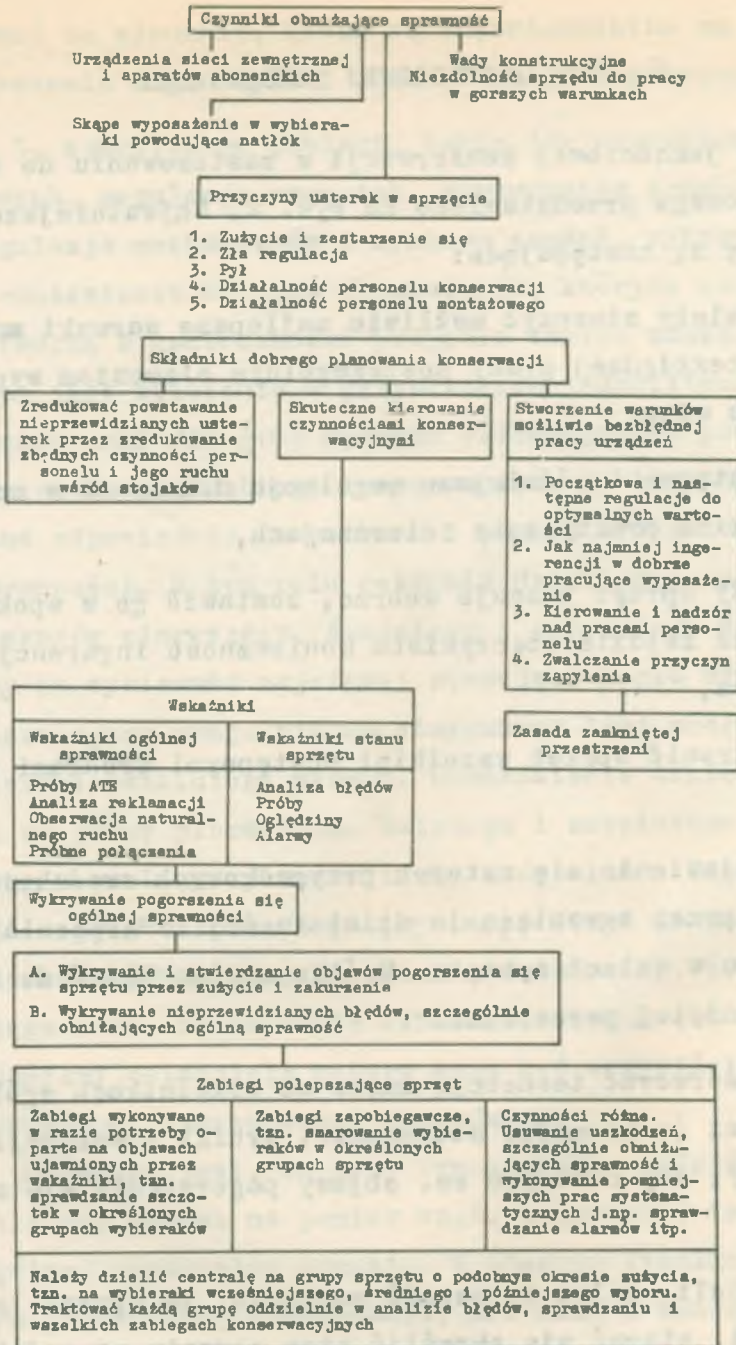 Czynniki obniżające sprawność
Urządzenia sieci zewnętrznej
i aparatów abonenckich
Wady konstrukcyjne
Niezdolność sprzędu do pracy
w gorszych warunkach
Skąpe wyposażenie w wybiera-
ki powodujące natłok
Przyczyny usterek w sprzęcie
1. Zużycie i zestarzenie się
2. Zła regulacja
3. Pył
4. Działalność personelu konserwacji
5. Działalność personelu montażowego
Składniki dobrego planowania konserwacji
Zredukować powstawanie
nieprzewidzianych uste-
rek przez zredukowanie
zbędnych czynności per-
sonelu i jego ruchu
wśród stojaków
Skuteczne kierowanie
czynnościami konser-
wacyjnymi
Stworzenie warunków
możliwie bezbłędnej
pracy urządzeń
1. Początkowa i nas-
tępne regulacje do
optymalnych warto-
ści
2. Jak najmniej inge-
rencji w dobrze
pracujące wyposaże-
nie
3. Kierowanie i nadzór
nad pracami perso-
nelu
4. Zwalczanie przyczyn
zapylenia
Zasada zamkniętej
przestrzeni
Wskaźniki
Wskaźniki ogólnej
sprawności
Próby ATE
Analiza reklamacji
Obserwacja natural-
nego ruchu
Próbne połączenia
Wskaźniki stanu
sprzętu
Analiza błędów
Próby
Oględziny
Alarmy
Wykrywanie pogorszenia się
ogólnej sprawności
A. Wykrywanie i stwierdzanie objawów pogorszenia się
sprzętu przez zużycie i zakurzenie
B. Wykrywanie nieprzewidzianych błędów, szczególnie
obniżających ogólną sprawność
Zabiegi polepszające sprzęt
Zabiegi wykonywane
w razie potrzeby o-
parte na objawach
ujawnionych przez
wskaźniki, tzn.
sprawdzanie szczo-
tek w określonych
grupach wybieraków
Zabiegi zapobiegawcze,
tzn. smarowanie wybie-
raków w określonych
grupach sprzętu
Czynności różne.
Usuwanie uszkodzeń,
szczególnie obniżu-
jących sprawność i
wykonywanie pomniej-
szych prac systema-
tycznych j.np. spraw-
dzanie alarmów itp.
Należy dzielić centralę na grupy sprzętu o podobnym okresie zużycia,
tzn. na wybieraki wcześniejszego, średniego i późniejszego wyboru.
Traktować każdą grupę oddzielnie w analizie błędów, sprawdzaniu i
wszelkich zabiegach konserwacyjnych